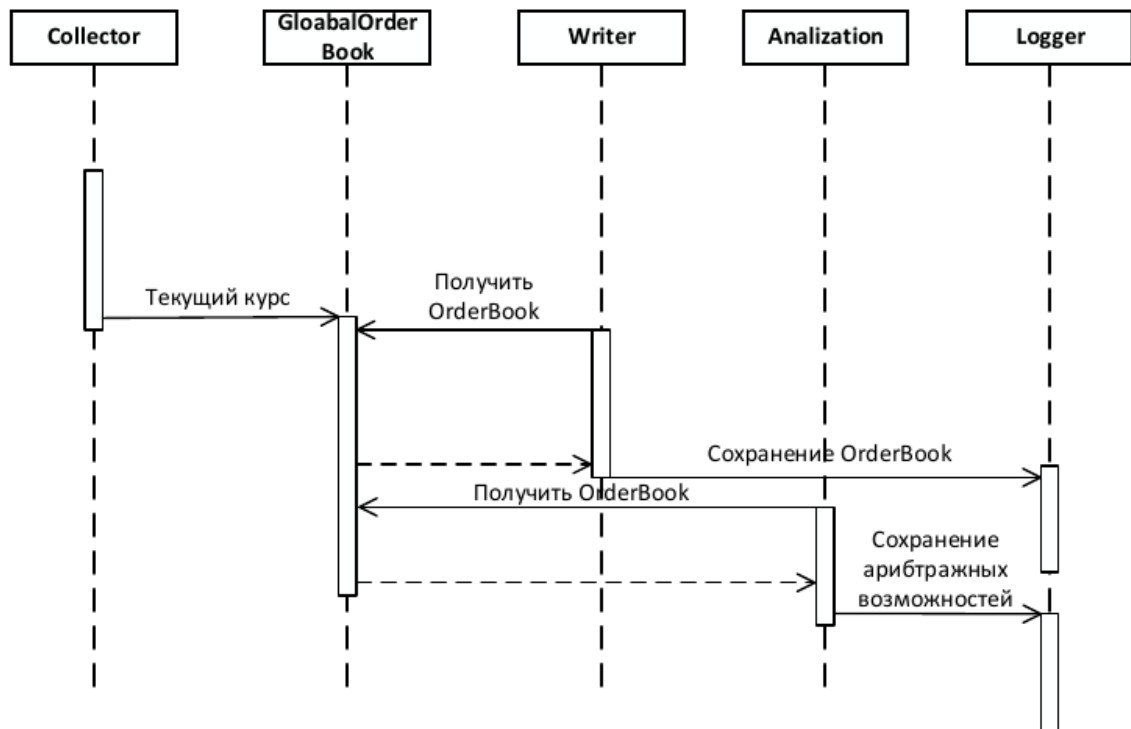 Collector
GloabalOrder
Book
Writer
Analization
Logger
Текущий курс
Получить
OrderBook
Сохранение OrderBook
Получить OrderBook
Сохранение
арибтражных
возможностей